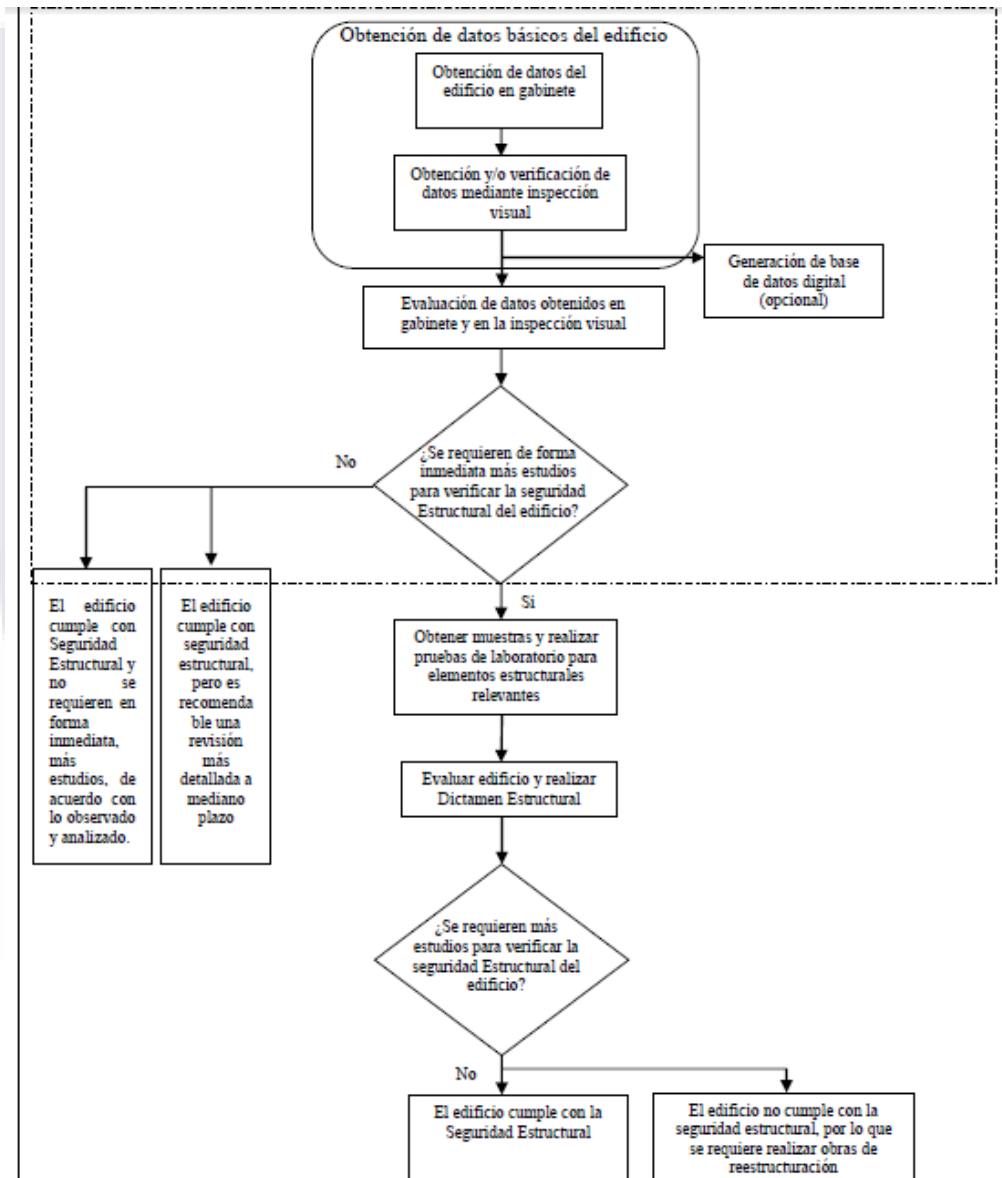 Obtención de datos básicos del edificio
Obtención de datos del
edificio en gabinete
Obtención y/o verificación de
datos mediante inspección
visual
Generación de base
de datos digital
(opcional)
Evaluación de datos obtenidos en
gabinete y en la inspección visual
¿Se requieren de forma
inmediata más estudios
para verificar la seguridad
Estructural del edificio?
No
El edificio
cumple con
Seguridad
Estructural y
no se
requieren en
forma
inmediata,
más
estudios, de
acuerdo con
lo observado
y analizado.
El edificio
cumple con
seguridad
estructural,
pero es
recomenda
ble una
revisión
más
detallada a
mediano
plazo
Si
Obtener muestras y realizar
pruebas de laboratorio para
elementos estructurales
relevantes
Evaluar edificio y realizar
Dictamen Estructural
¿Se requieren más
estudios para verificar la
seguridad Estructural del
edificio?
No
El edificio cumple con la
Seguridad Estructural
El edificio no cumple con la
seguridad estructural, por lo que
se requiere realizar obras de
reestructuración